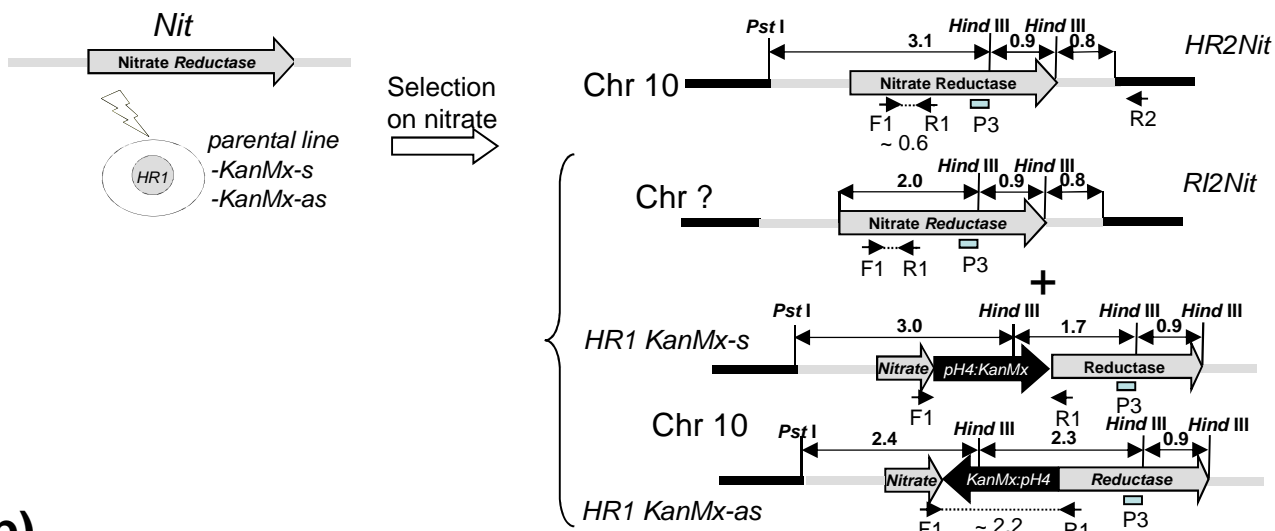 Nit
Nitrate Reductase
HR1
parental line
-KanMx-s
-KanMx-as
Selection
on nitrate
Pst I Hind III Hind III
3.1 0.9 0.8 HR2Nit
Chr 10 Nitrate Reductase
F1 R1 P3 R2
~ 0.6
Hind III Hind III
Chr ? 2.0 0.9 0.8 RI2Nit
Nitrate Reductase
F1 R1 P3
+
Pst I Hind III Hind III Hind III
3.0 1.7 0.9
HR1 KanMx-s
Nitrate pH4:KanMx Reductase
F1 R1 P3
Chr 10
Pst I Hind III Hind III Hind III
2.4 2.3 0.9
Nitrate KanMx:pH4 Reductase
HR1 KanMx-as
F1 ~ 2.2 R1 P3